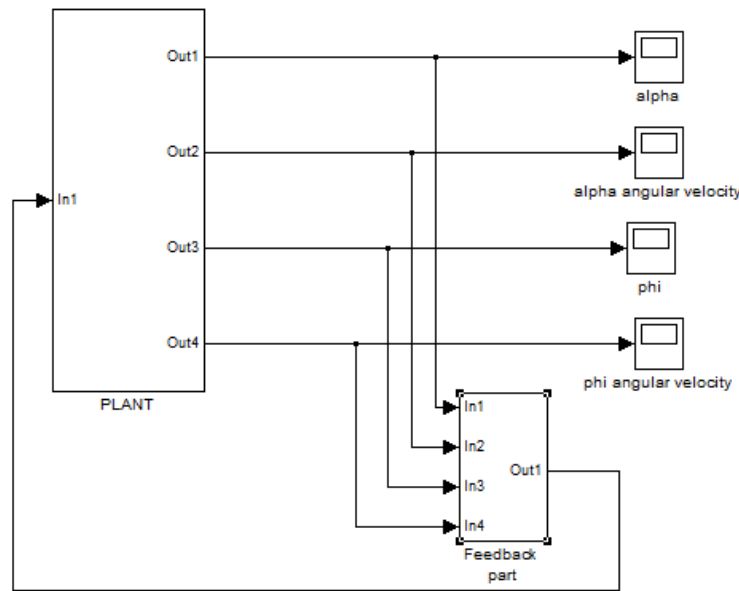 Out1
alpha
Out2
alpha angular velocity
In1
Out3
phi
Out4
phi angular velocity
PLANT
In1
In2
Out1
In3
In4
Feedback
part